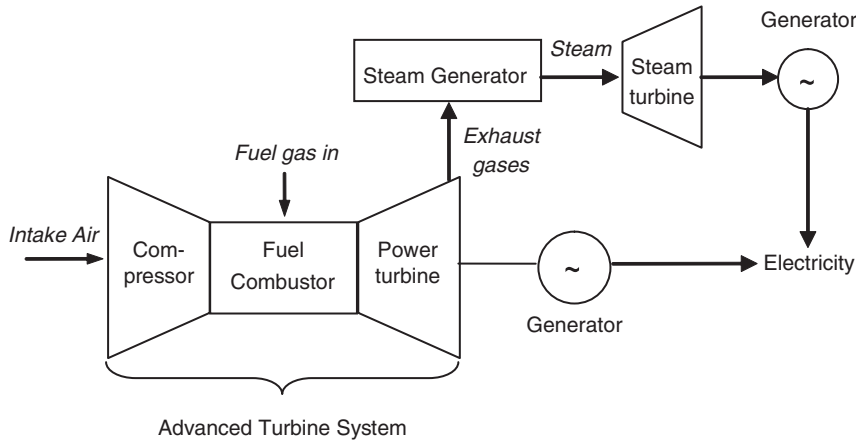 Generator
Steam
Steam Generator
Steam
turbine
~
Exhaust
gases
Fuel gas in
Intake Air
Com-
pressor
Fuel
Combustor
Power
turbine
~
Electricity
Generator
Advanced Turbine System